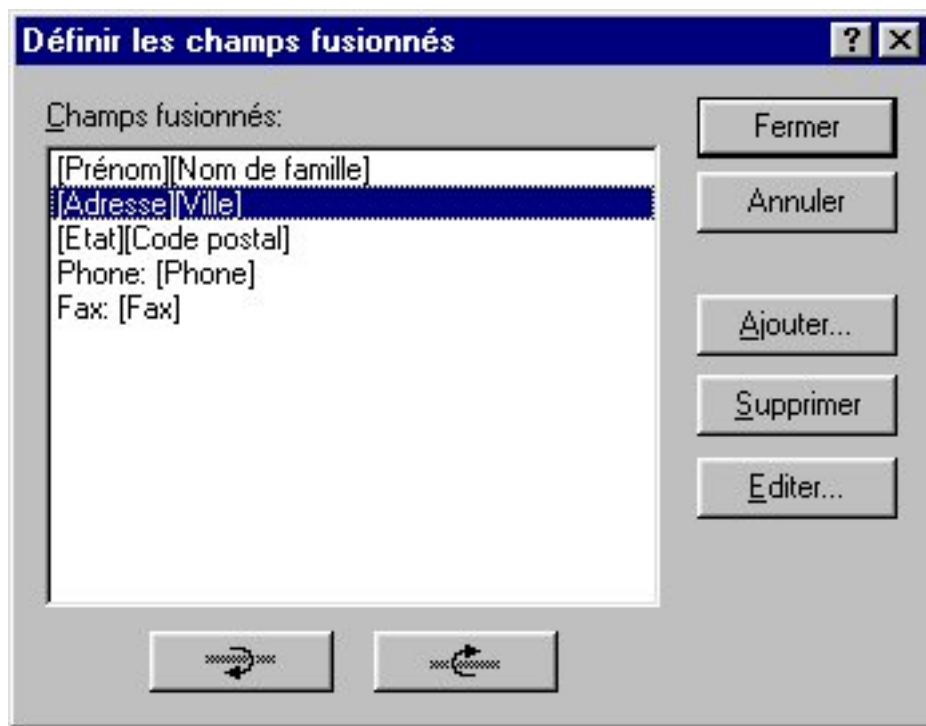 Définir les champs fusionnés
Champs fusionnés:
[Prénom][Nom de famille]
[Adresse][Ville]
[Etat][Code postal]
Phone: [Phone]
Fax: [Fax]
Fermer
Annuler
Ajouter...
Supprimer
Editer...